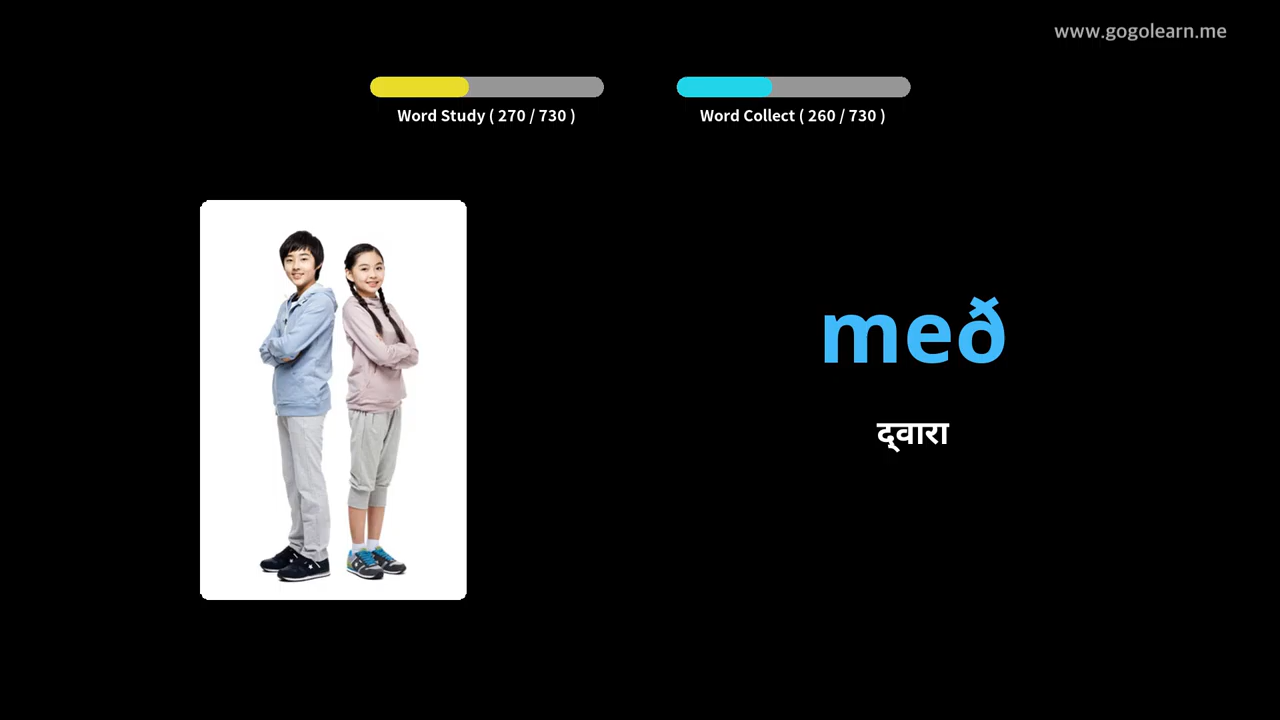 www.gogolearn.me
Word Study ( 270 / 730 )
Word Collect ( 260 / 730 )
með
द्वारा